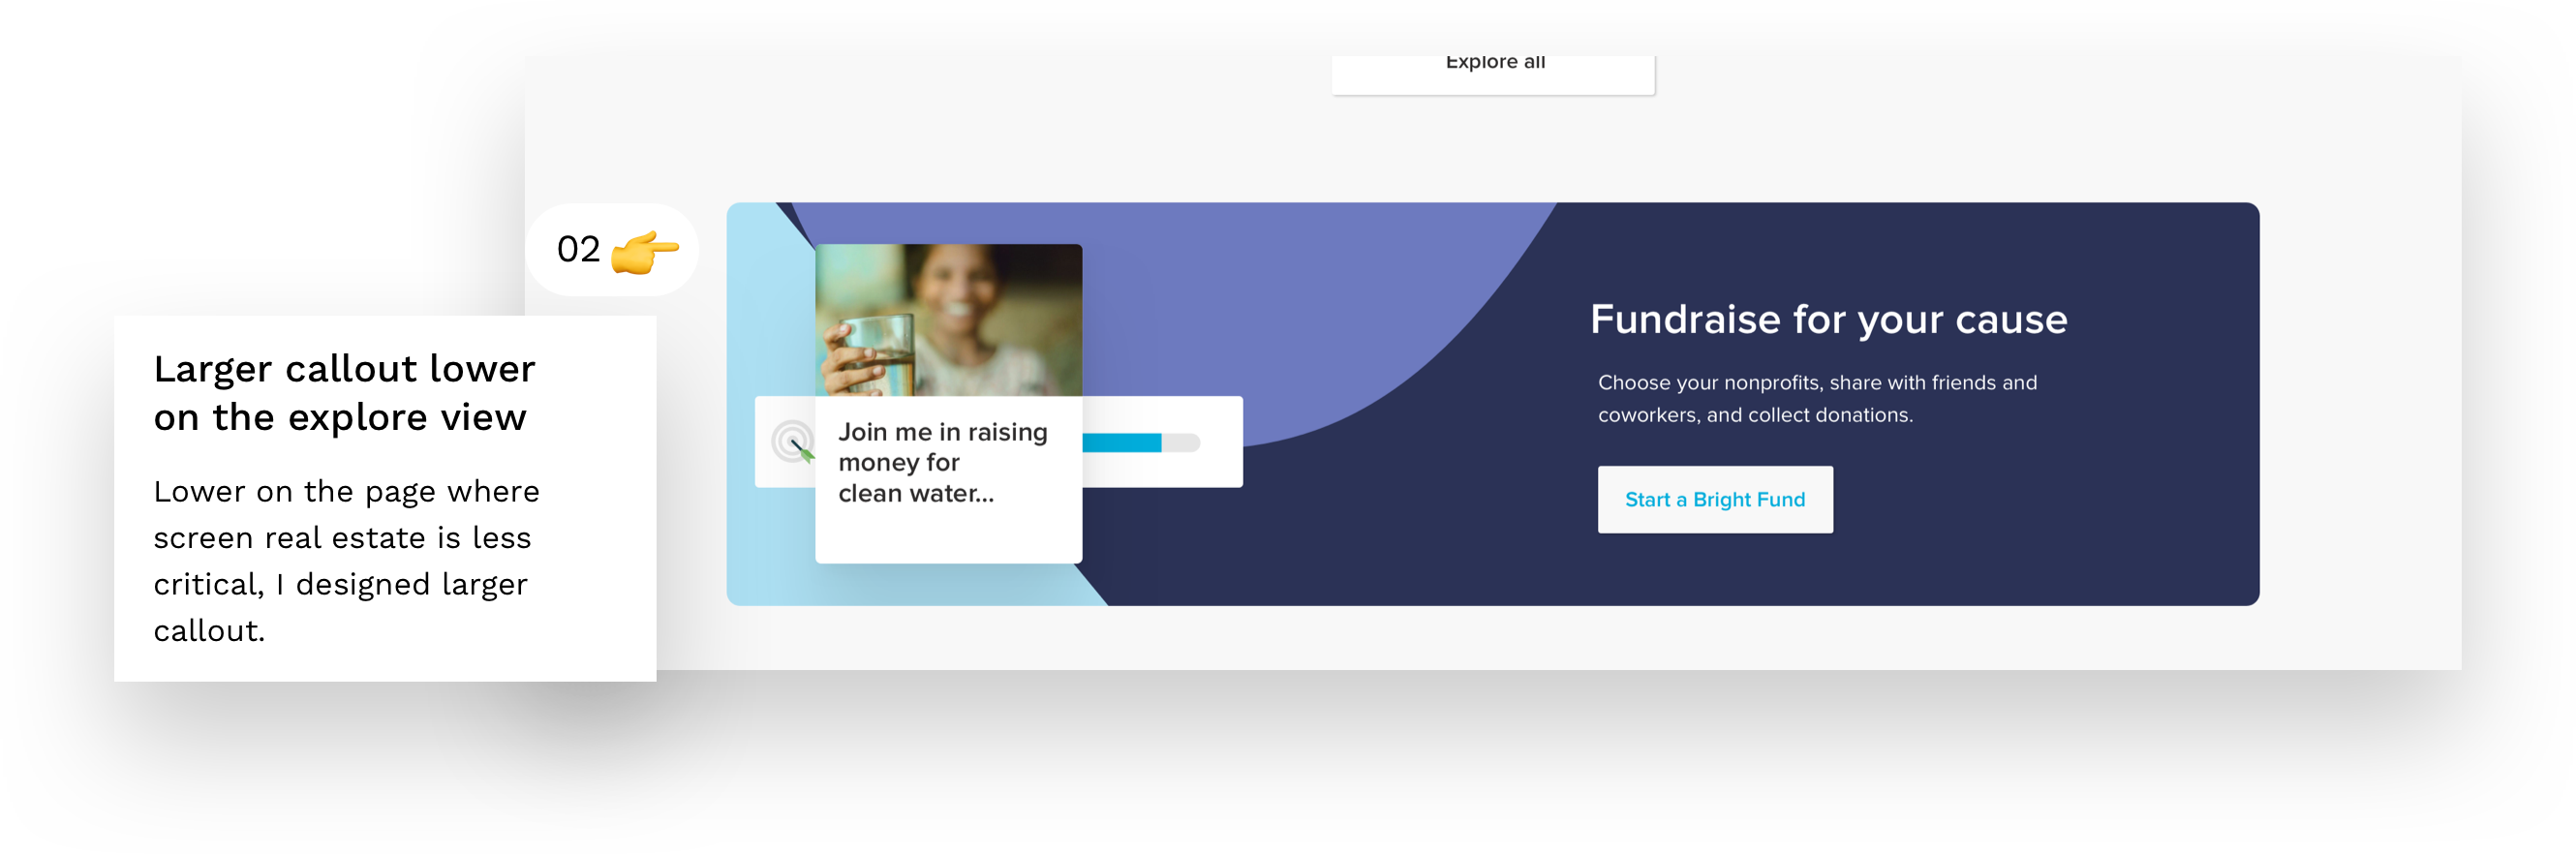 Explore all
02
Larger callout lower
on the explore view
Lower on the page where
screen real estate is less
critical, I designed larger
callout.
Join me in raising
money for
clean water...
Fundraise for your cause
Choose your nonprofits, share with friends and
coworkers, and collect donations.
Start a Bright Fund